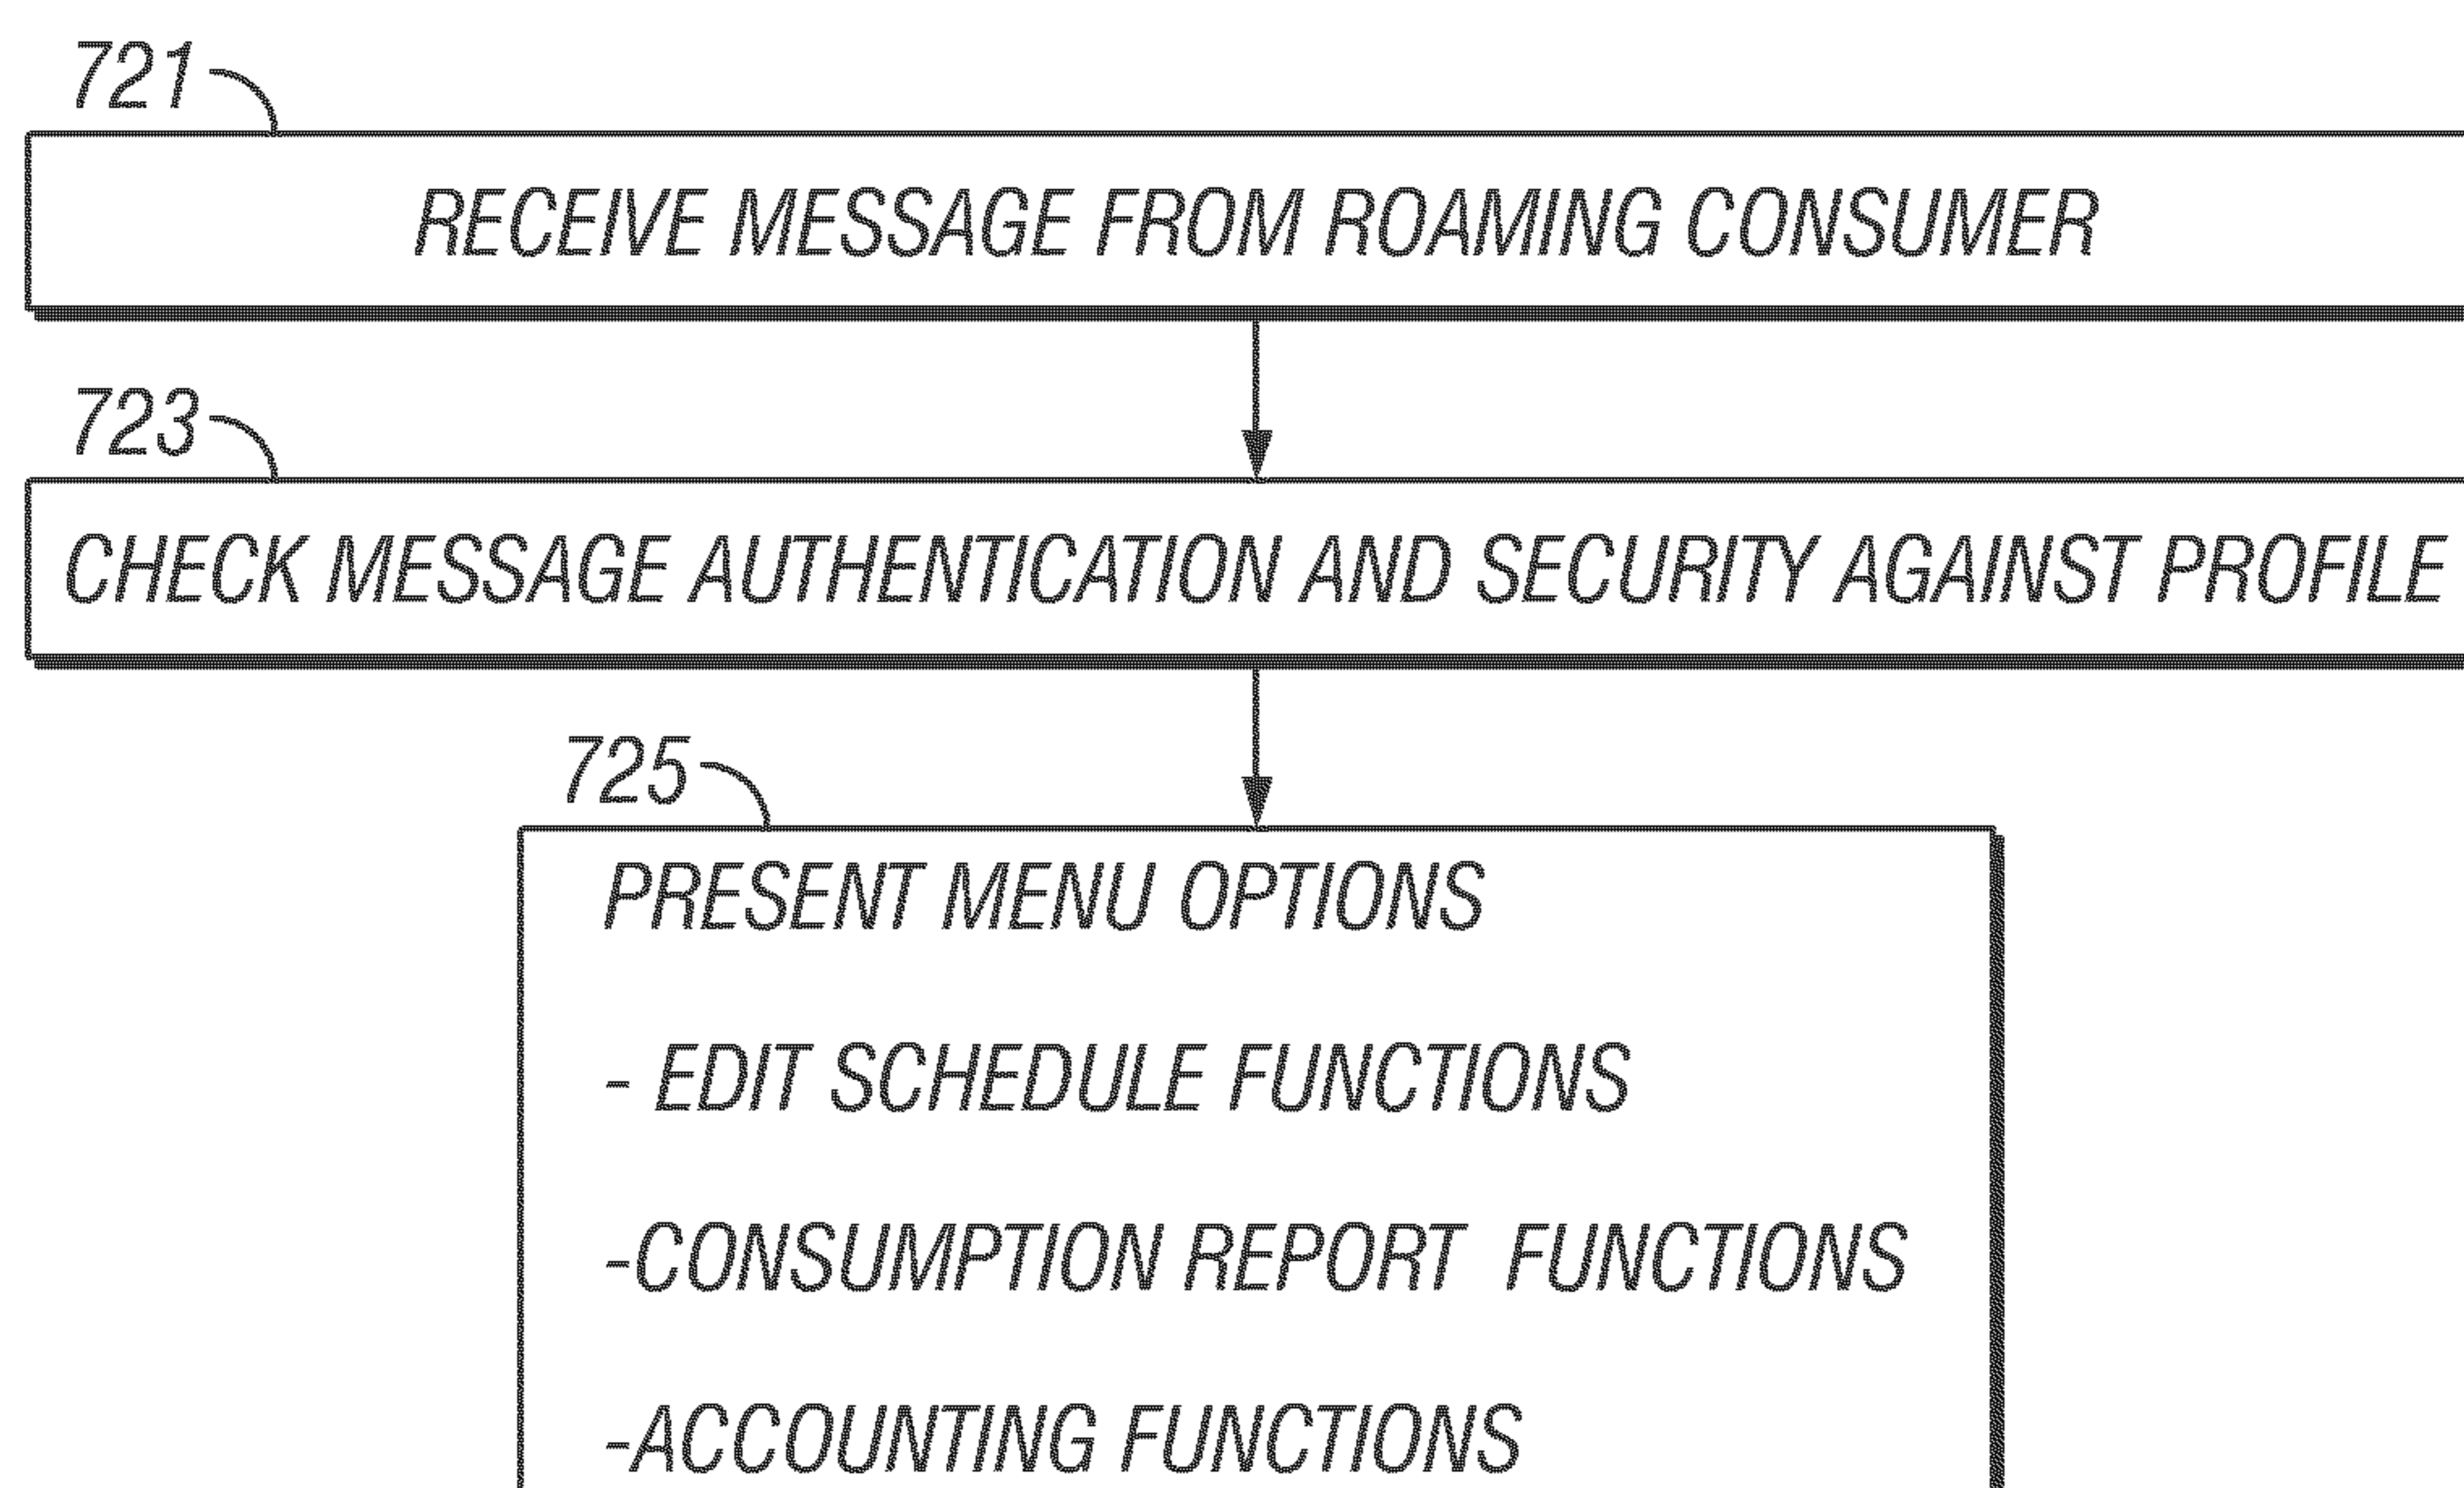 721
RECEIVE MESSAGE FROM ROAMING CONSUMER
723
CHECK MESSAGE AUTHENTICATION AND SECURITY AGAINST PROFILE
725
PRESENT MENU OPTIONS
- EDIT SCHEDULE FUNCTIONS
-CONSUMPTION REPORT FUNCTIONS
-ACCOUNTING FUNCTIONS